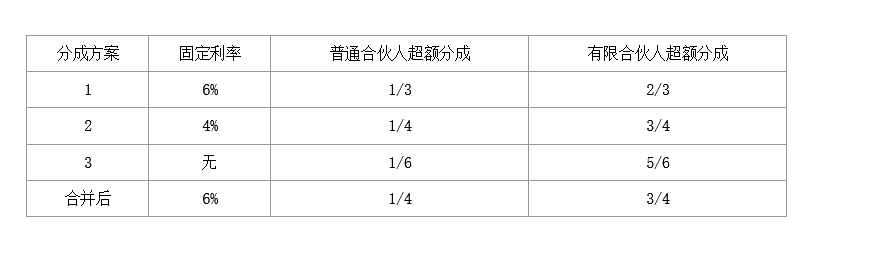 分成方案 固定利率 普通合伙人超额分成 有限合伙人超额分成
1 6% 1/3 2/3
2 4% 1/4 3/4
3 无 1/6 5/6
合并后 6% 1/4 3/4